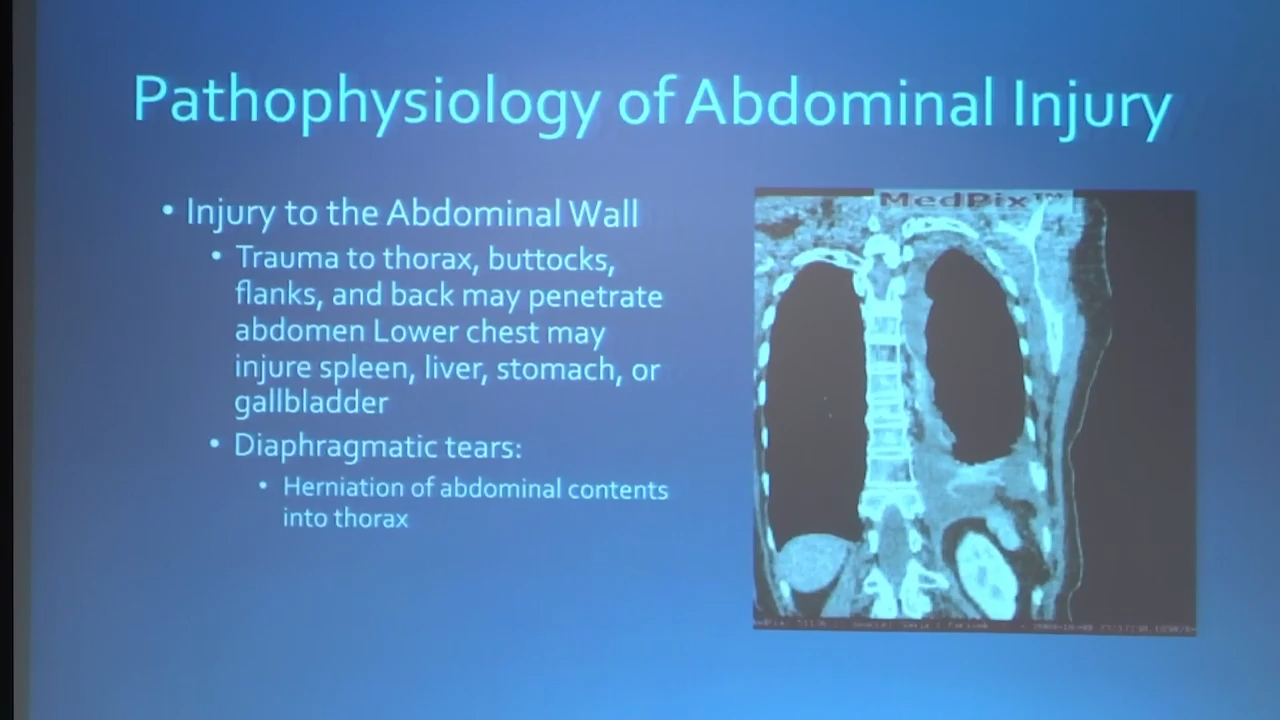 Pathophysiology of Abdominal Injury
• Injury to the Abdominal Wall
• Trauma to thorax, buttocks,
flanks, and back may penetrate
abdomen Lower chest may
injure spleen, liver, stomach, or
gallbladder
• Diaphragmatic tears:
• Herniation of abdominal contents
into thorax
MedPix™